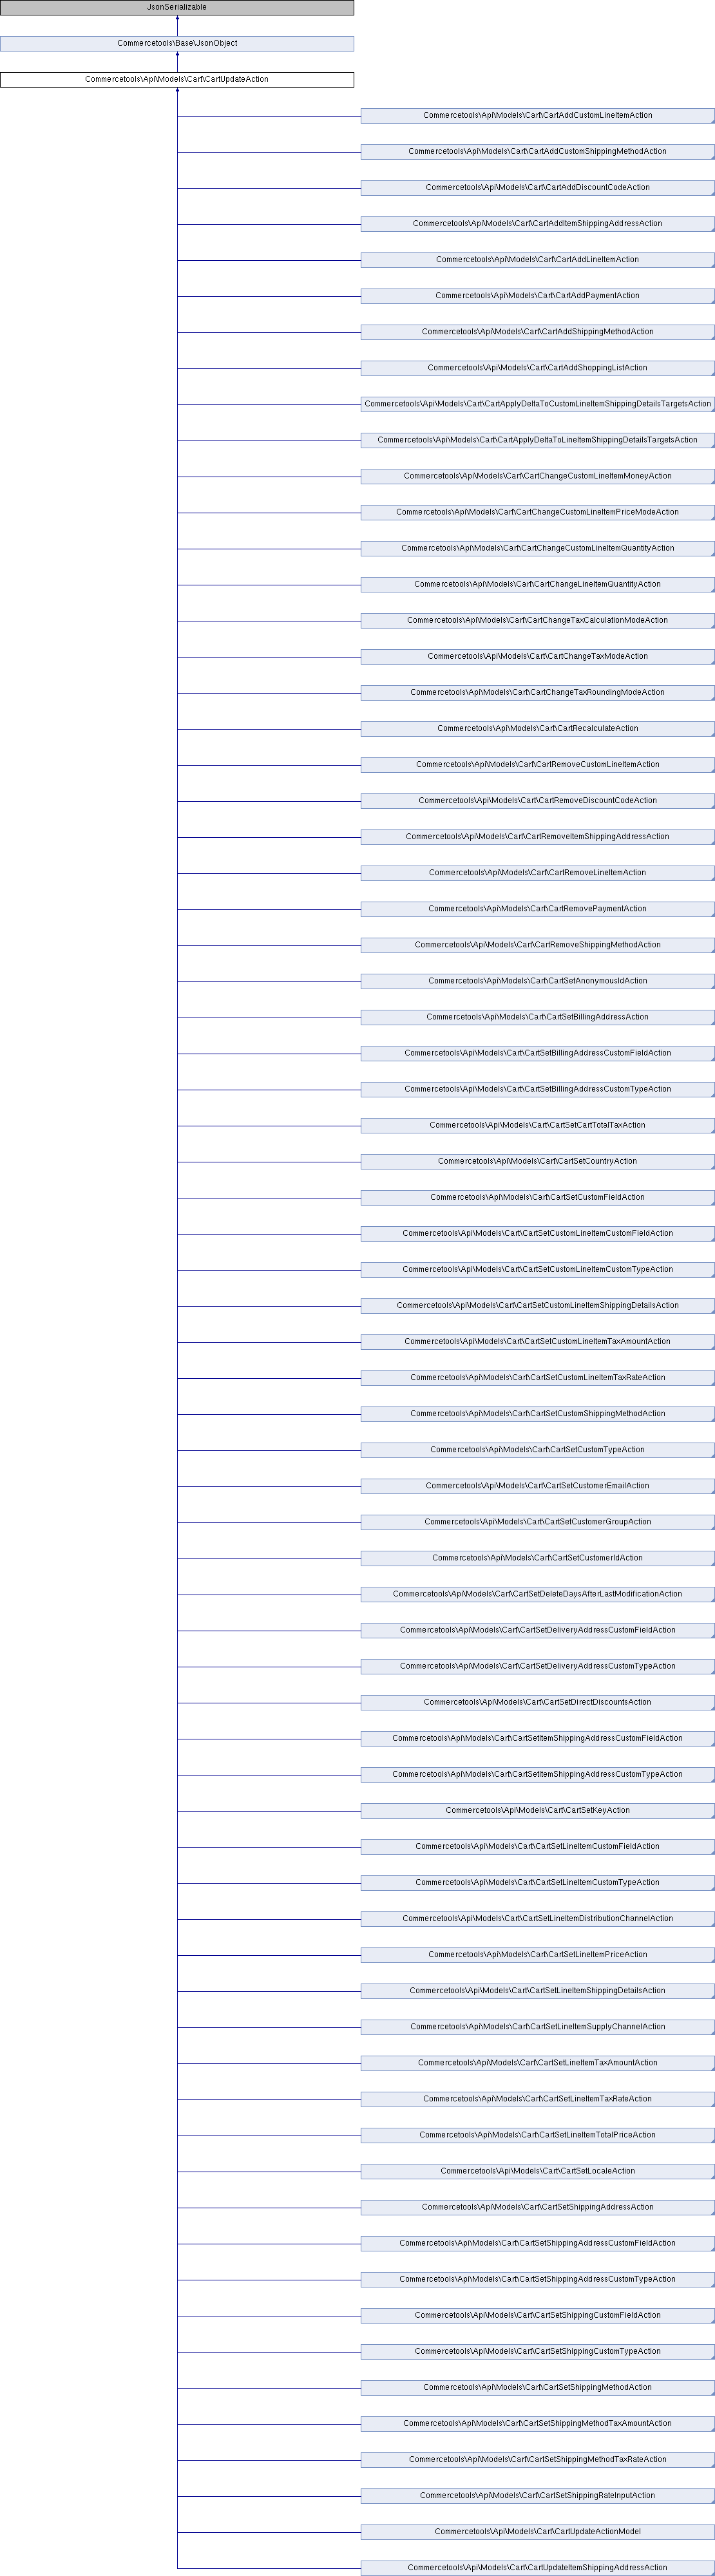 JsonSerializable
Commercetools\Base\JsonObject
Commercetools\Api\Models\Cart\CartUpdateAction
Commercetools\Api\Models\Cart\CartAddCustomLineItemAction
Commercetools\Api\Models\Cart\CartAddCustomShippingMethodAction
Commercetools\Api\Models\Cart\CartAddDiscountCodeAction
Commercetools\Api\Models\Cart\CartAddItemShippingAddressAction
Commercetools\Api\Models\Cart\CartAddLineItemAction
Commercetools\Api\Models\Cart\CartAddPaymentAction
Commercetools\Api\Models\Cart\CartAddShippingMethodAction
Commercetools\Api\Models\Cart\CartAddShoppingListAction
Commercetools\Api\Models\Cart\CartApplyDeltaToCustomLineItemShippingDetailsTargetsAction
Commercetools\Api\Models\Cart\CartApplyDeltaToLineItemShippingDetailsTargetsAction
Commercetools\Api\Models\Cart\CartChangeCustomLineItemMoneyAction
Commercetools\Api\Models\Cart\CartChangeCustomLineItemPriceModeAction
Commercetools\Api\Models\Cart\CartChangeCustomLineItemQuantityAction
Commercetools\Api\Models\Cart\CartChangeLineItemQuantityAction
Commercetools\Api\Models\Cart\CartChangeTaxCalculationModeAction
Commercetools\Api\Models\Cart\CartChangeTaxModeAction
Commercetools\Api\Models\Cart\CartChangeTaxRoundingModeAction
Commercetools\Api\Models\Cart\CartRecalculateAction
Commercetools\Api\Models\Cart\CartRemoveCustomLineItemAction
Commercetools\Api\Models\Cart\CartRemoveDiscountCodeAction
Commercetools\Api\Models\Cart\CartRemoveItemShippingAddressAction
Commercetools\Api\Models\Cart\CartRemoveLineItemAction
Commercetools\Api\Models\Cart\CartRemovePaymentAction
Commercetools\Api\Models\Cart\CartRemoveShippingMethodAction
Commercetools\Api\Models\Cart\CartSetAnonymousIdAction
Commercetools\Api\Models\Cart\CartSetBillingAddressAction
Commercetools\Api\Models\Cart\CartSetBillingAddressCustomFieldAction
Commercetools\Api\Models\Cart\CartSetBillingAddressCustomTypeAction
Commercetools\Api\Models\Cart\CartSetCartTotalTaxAction
Commercetools\Api\Models\Cart\CartSetCountryAction
Commercetools\Api\Models\Cart\CartSetCustomFieldAction
Commercetools\Api\Models\Cart\CartSetCustomLineItemCustomFieldAction
Commercetools\Api\Models\Cart\CartSetCustomLineItemCustomTypeAction
Commercetools\Api\Models\Cart\CartSetCustomLineItemShippingDetailsAction
Commercetools\Api\Models\Cart\CartSetCustomLineItemTaxAmountAction
Commercetools\Api\Models\Cart\CartSetCustomLineItemTaxRateAction
Commercetools\Api\Models\Cart\CartSetCustomShippingMethodAction
Commercetools\Api\Models\Cart\CartSetCustomTypeAction
Commercetools\Api\Models\Cart\CartSetCustomerEmailAction
Commercetools\Api\Models\Cart\CartSetCustomerGroupAction
Commercetools\Api\Models\Cart\CartSetCustomerIdAction
Commercetools\Api\Models\Cart\CartSetDeleteDaysAfterLastModificationAction
Commercetools\Api\Models\Cart\CartSetDeliveryAddressCustomFieldAction
Commercetools\Api\Models\Cart\CartSetDeliveryAddressCustomTypeAction
Commercetools\Api\Models\Cart\CartSetDirectDiscountsAction
Commercetools\Api\Models\Cart\CartSetItemShippingAddressCustomFieldAction
Commercetools\Api\Models\Cart\CartSetItemShippingAddressCustomTypeAction
Commercetools\Api\Models\Cart\CartSetKeyAction
Commercetools\Api\Models\Cart\CartSetLineItemCustomFieldAction
Commercetools\Api\Models\Cart\CartSetLineItemCustomTypeAction
Commercetools\Api\Models\Cart\CartSetLineItemDistributionChannelAction
Commercetools\Api\Models\Cart\CartSetLineItemPriceAction
Commercetools\Api\Models\Cart\CartSetLineItemShippingDetailsAction
Commercetools\Api\Models\Cart\CartSetLineItemSupplyChannelAction
Commercetools\Api\Models\Cart\CartSetLineItemTaxAmountAction
Commercetools\Api\Models\Cart\CartSetLineItemTaxRateAction
Commercetools\Api\Models\Cart\CartSetLineItemTotalPriceAction
Commercetools\Api\Models\Cart\CartSetLocaleAction
Commercetools\Api\Models\Cart\CartSetShippingAddressAction
Commercetools\Api\Models\Cart\CartSetShippingAddressCustomFieldAction
Commercetools\Api\Models\Cart\CartSetShippingAddressCustomTypeAction
Commercetools\Api\Models\Cart\CartSetShippingCustomFieldAction
Commercetools\Api\Models\Cart\CartSetShippingCustomTypeAction
Commercetools\Api\Models\Cart\CartSetShippingMethodAction
Commercetools\Api\Models\Cart\CartSetShippingMethodTaxAmountAction
Commercetools\Api\Models\Cart\CartSetShippingMethodTaxRateAction
Commercetools\Api\Models\Cart\CartSetShippingRateInputAction
Commercetools\Api\Models\Cart\CartUpdateActionModel
Commercetools\Api\Models\Cart\CartUpdateItemShippingAddressAction